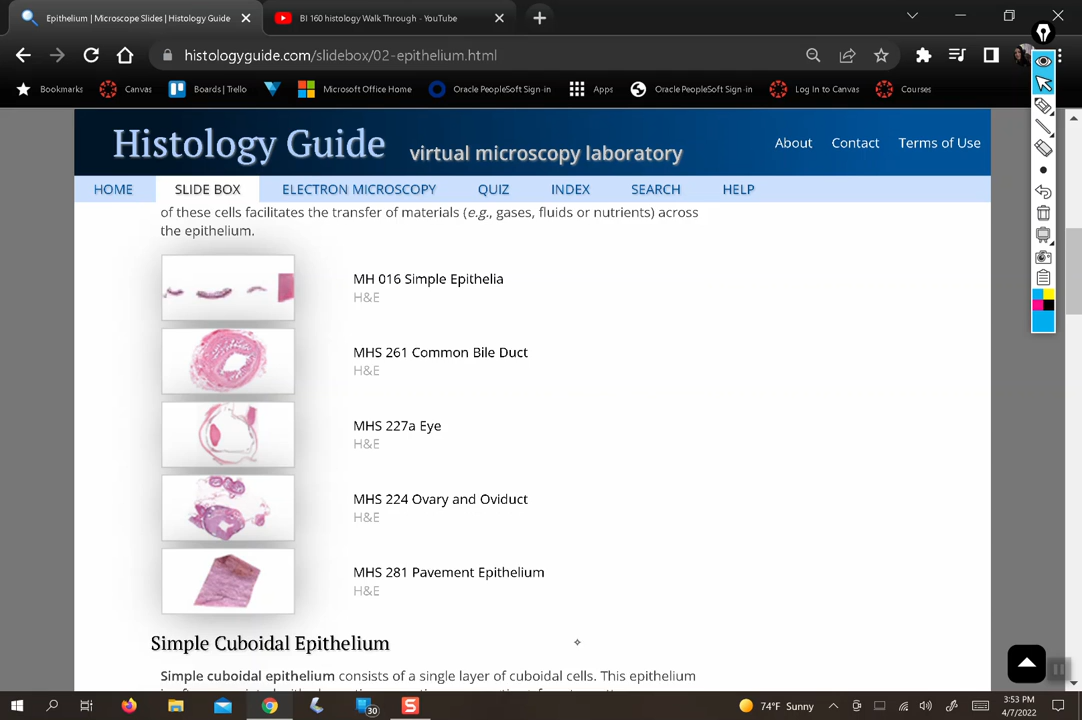 Epithelium | Microscope Slides | Histology Guide
BI 160 histology Walk Through - YouTube
histologyguide.com/slidebox/02-epithelium.html
Bookmarks Canvas Boards | Trello Microsoft Office Home Oracle PeopleSoft Sign-in Apps Oracle PeopleSoft Sign-in Log In to Canvas Courses
Histology Guide virtual microscopy laboratory
About Contact Terms of Use
HOME SLIDE BOX ELECTRON MICROSCOPY QUIZ INDEX SEARCH HELP
of these cells facilitates the transfer of materials (e.g., gases, fluids or nutrients) across
the epithelium.
MH 016 Simple Epithelia
H&E
MHS 261 Common Bile Duct
H&E
MHS 227a Eye
H&E
MHS 224 Ovary and Oviduct
H&E
MHS 281 Pavement Epithelium
H&E
Simple Cuboidal Epithelium
Simple cuboidal epithelium consists of a single layer of cuboidal cells. This epithelium
30
74°F Sunny
3:53 PM
4/7/2022